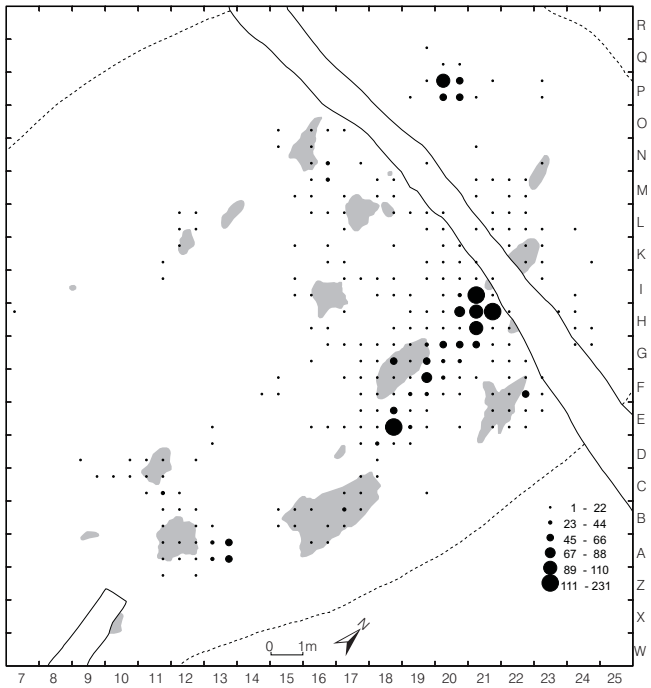 R
Q
P
O
N
M
L
K
I
H
G
F
E
D
C
B
A
Z
X
W
1 - 22
23 - 44
45 - 66
67 - 88
89 - 110
111 - 231
N
0 1m
7 8 9 10 11 12 13 14 15 16 17 18 19 20 21 22 23 24 25